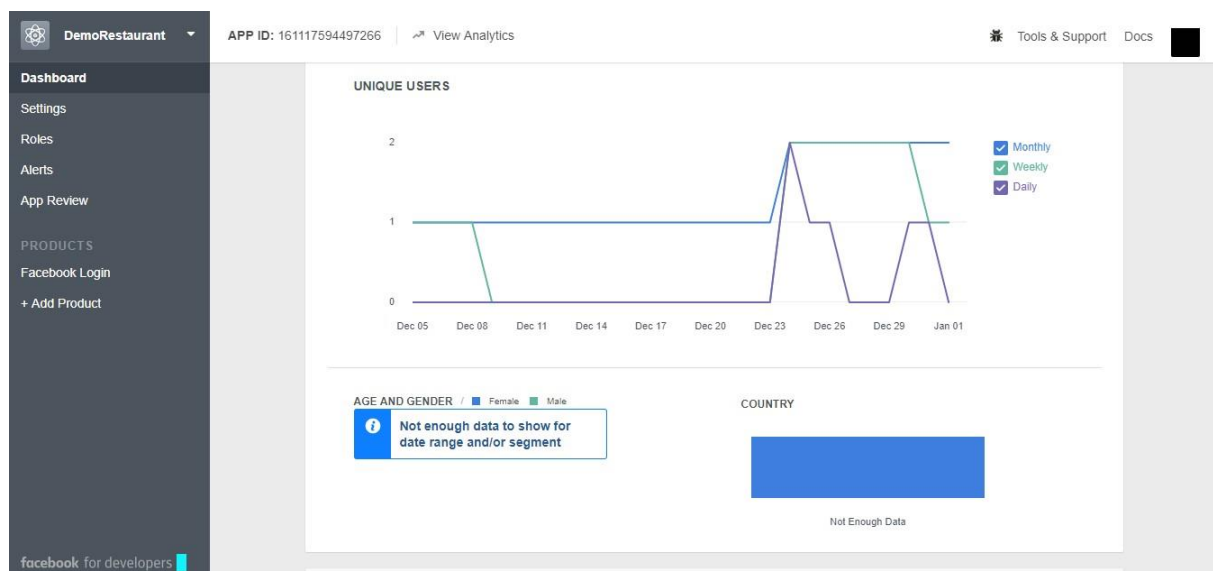 DemoRestaurant
APP ID: 161117594497266
View Analytics
Tools & Support
Docs
Dashboard
Settings
Roles
Alerts
App Review
PRODUCTS
Facebook Login
+ Add Product
facebook for developers
UNIQUE USERS
2
1
0
Dec 05 Dec 08 Dec 11 Dec 14 Dec 17 Dec 20 Dec 23 Dec 26 Dec 29 Jan 01
Monthly
Weekly
Daily
AGE AND GENDER / Female Male
Not enough data to show for
date range and/or segment
COUNTRY
Not Enough Data